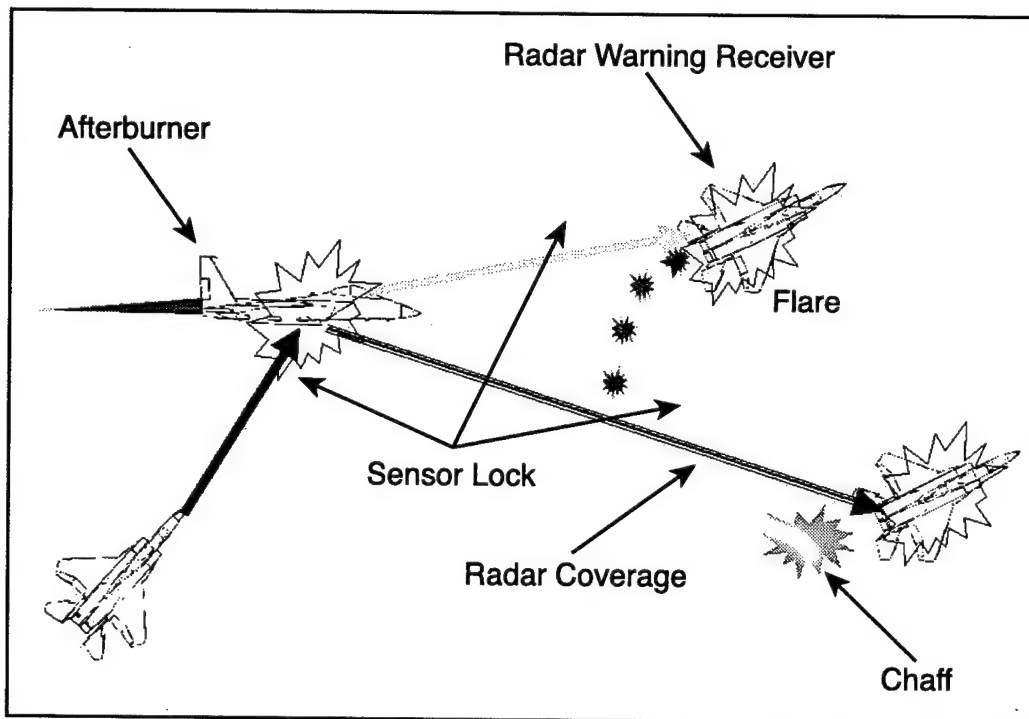 Radar Warning Receiver
Afterburner
Flare
Sensor Lock
Radar Coverage
Chaff